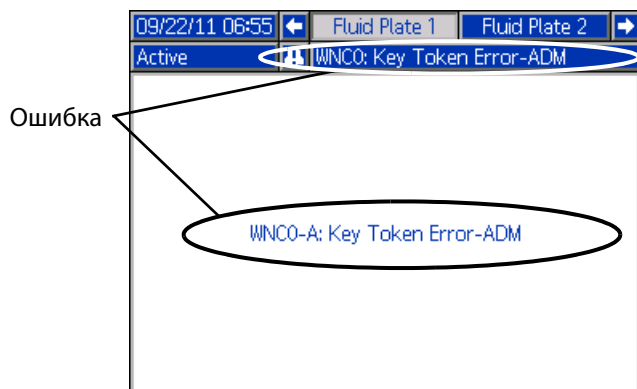 09/22/11 06:55 Fluid Plate 1 Fluid Plate 2
Active WNC0: Key Token Error-ADM
Ошибка
WNC0-A: Key Token Error-ADM